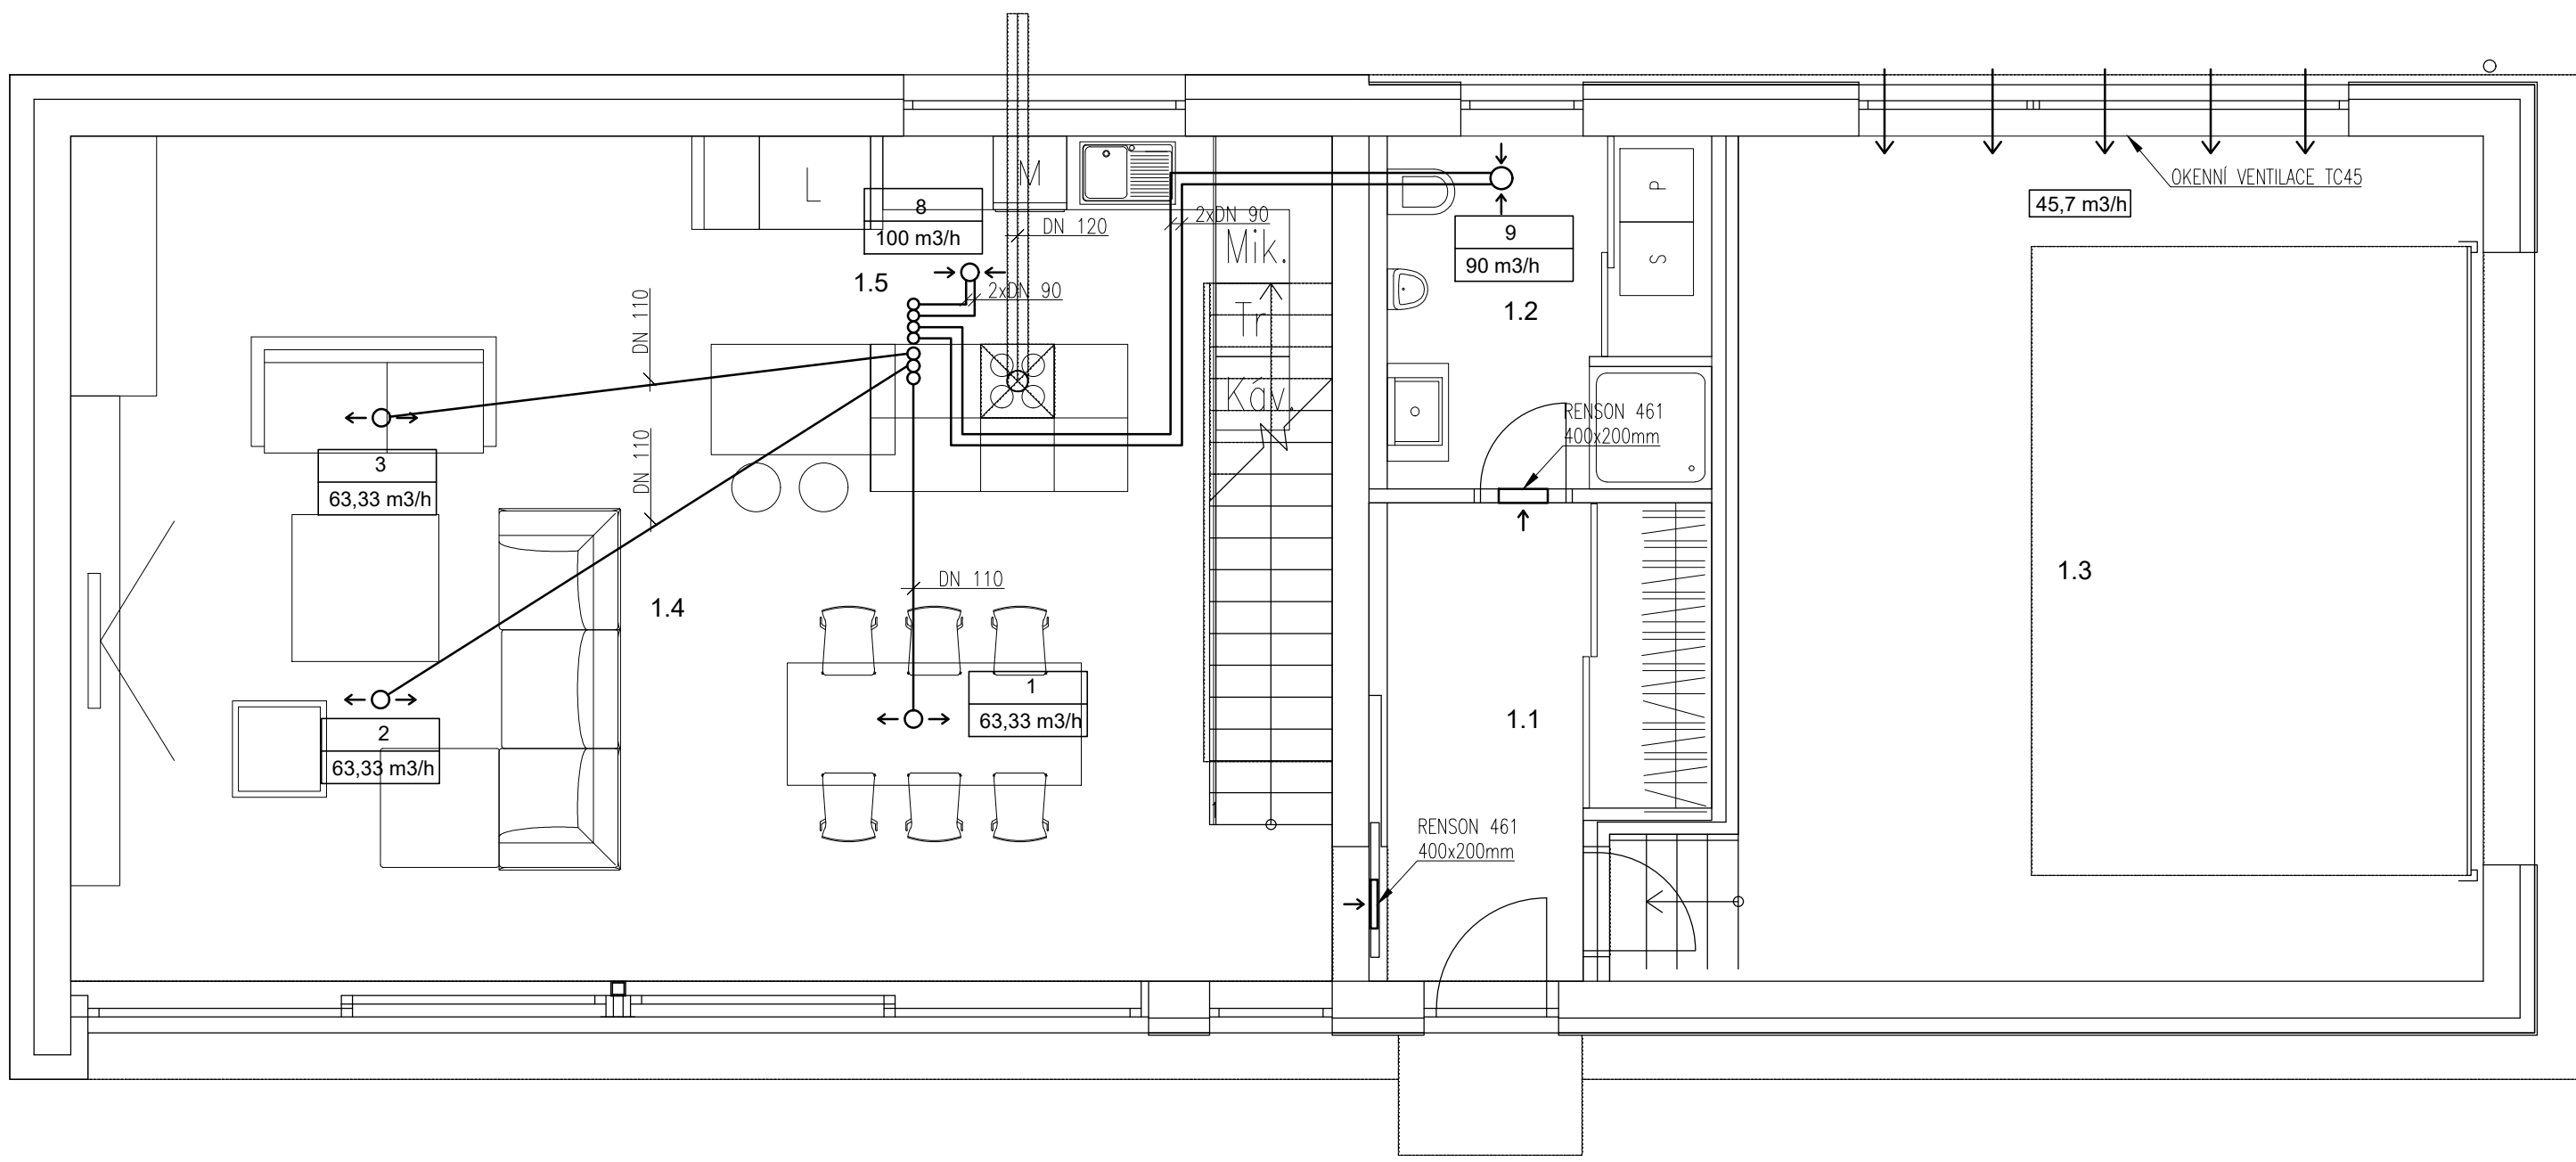 OKENNÍ VENTILACE TC45
45,7 m3/h
L
M
P
S
8
100 m3/h
DN 120
2xDN 90
Mik.
9
90 m3/h
1.5
2xDN 90
1.2
DN 110
Tr
Káv.
RENSON 461
400x200mm
3
63,33 m3/h
DN 110
DN 110
1.4
1.3
1
63,33 m3/h
1.1
2
63,33 m3/h
1
RENSON 461
400x200mm